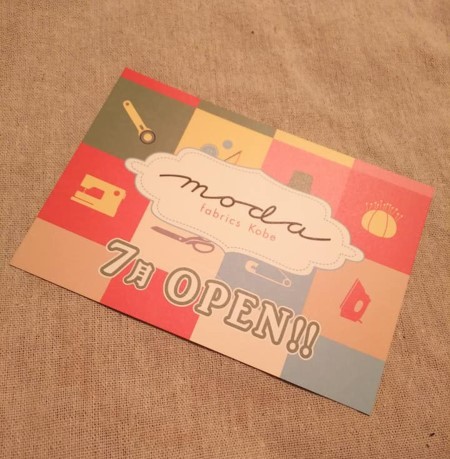 moda
fabrics Kobe
7月 OPEN!!